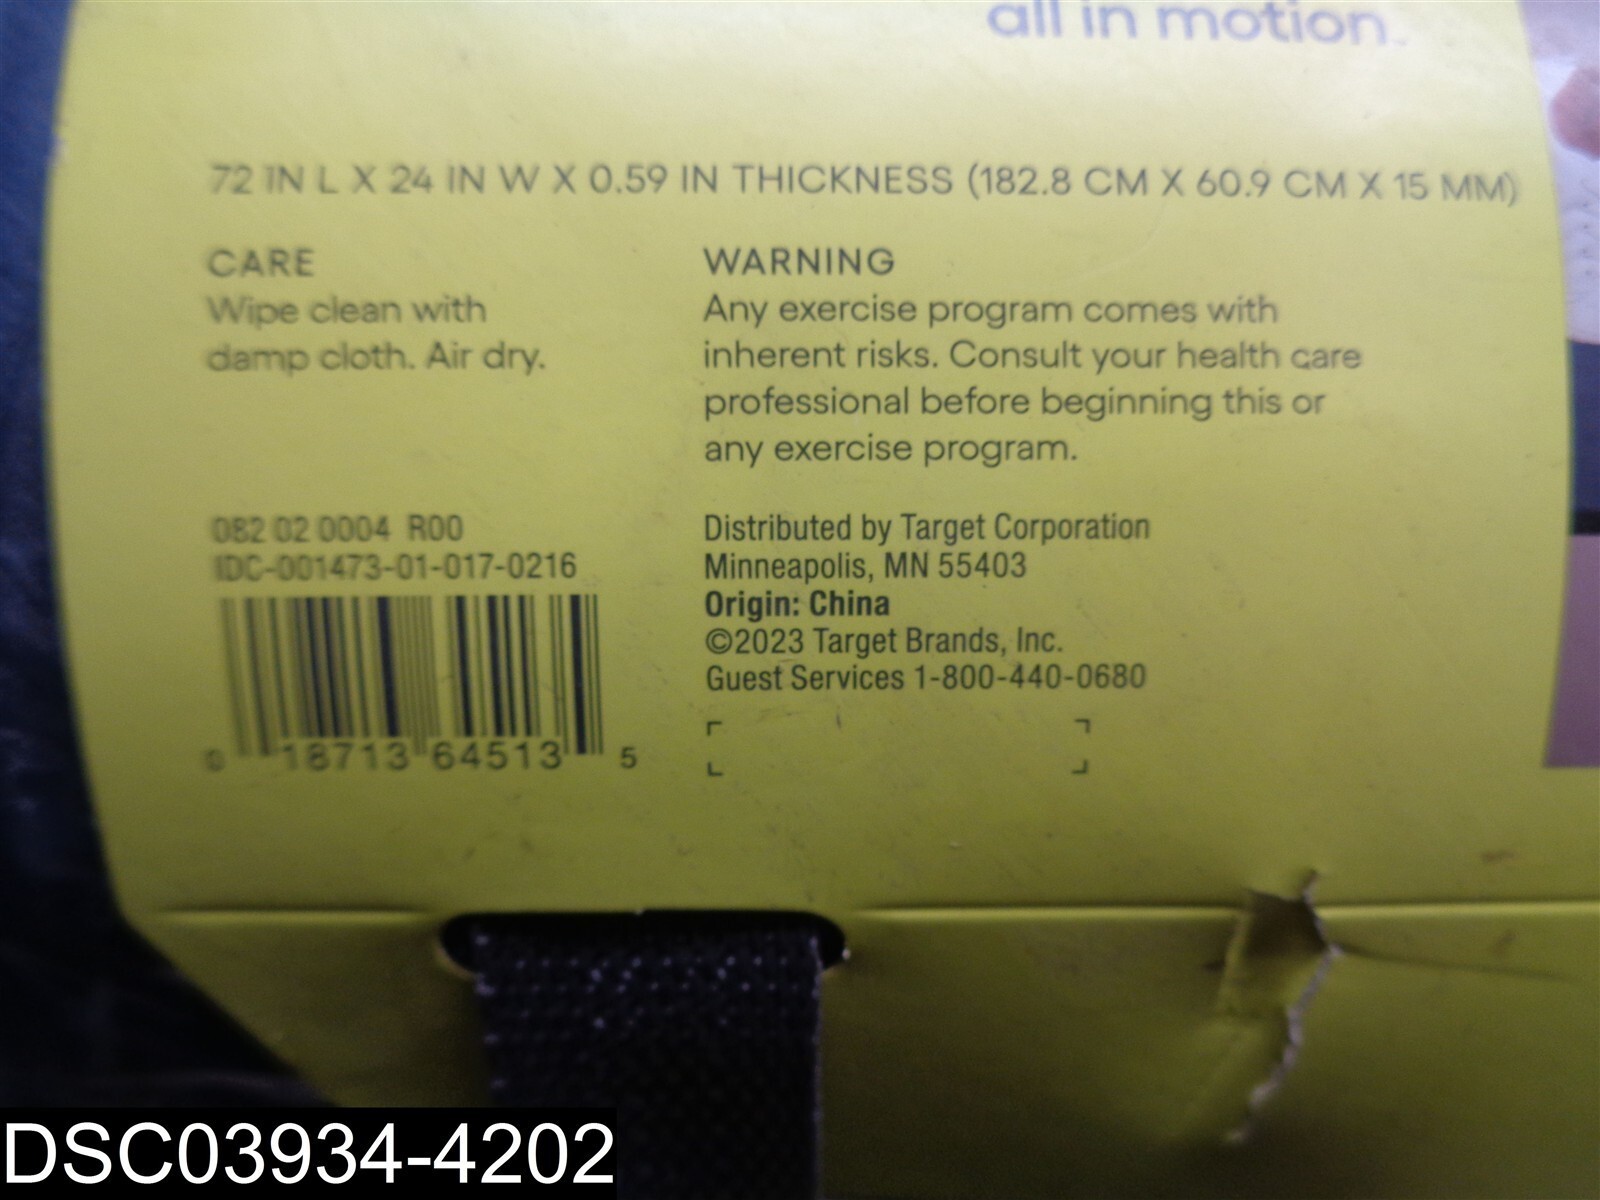 all in motion.
72 IN L X 24 IN W X 0.59 IN THICKNESS (182.8 CM X 60.9 CM X 15 MM)
CARE
Wipe clean with
damp cloth. Air dry.
WARNING
Any exercise program comes with
inherent risks. Consult your health care
professional before beginning this or
any exercise program.
082 02 0004 R00
IDC-001473-01-017-0216
0 18713 64513 5
Distributed by Target Corporation
Minneapolis, MN 55403
Origin: China
©2023 Target Brands, Inc.
Guest Services 1-800-440-0680
DSC03934-4202